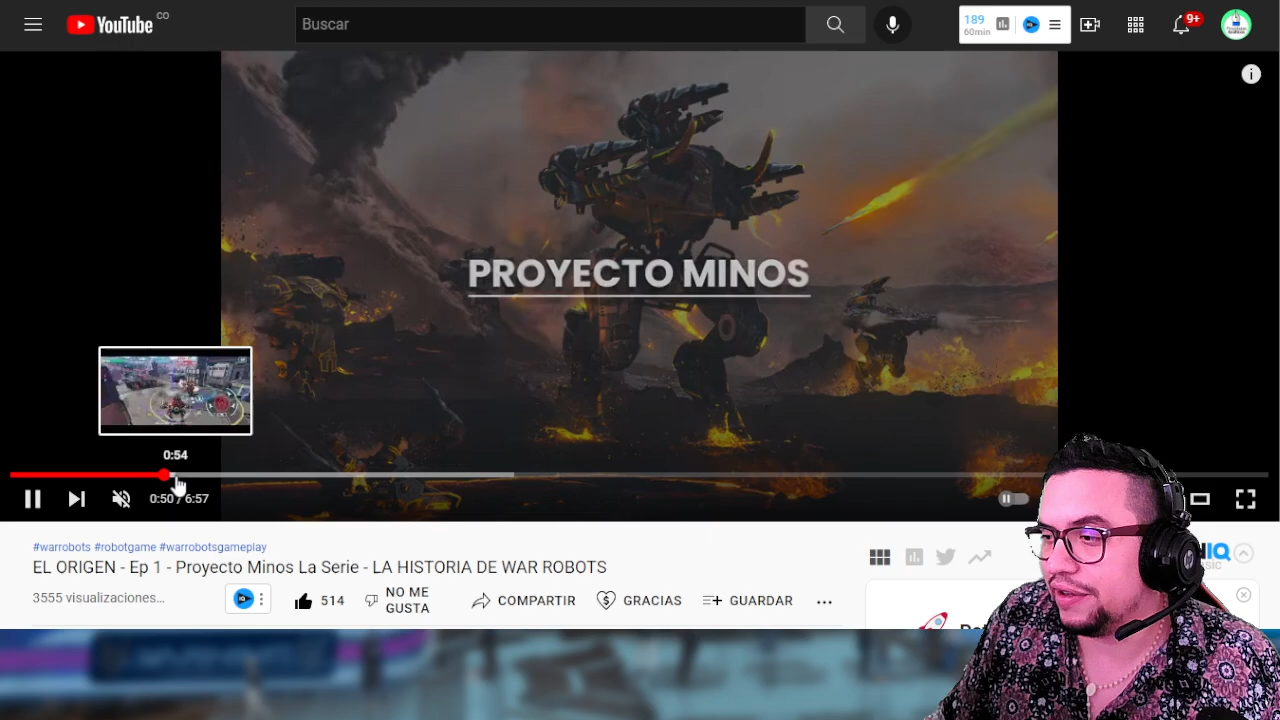 YouTube CO
Buscar
189
60min
9+
PROYECTO MINOS
0:54
0:50 / 6:57
#warrobots #robotgame #warrobotsgameplay
EL ORIGEN - Ep 1 - Proyecto Minos La Serie - LA HISTORIA DE WAR ROBOTS
3555 visualizaciones...
514
NO ME GUSTA
COMPARTIR
GRACIAS
GUARDAR